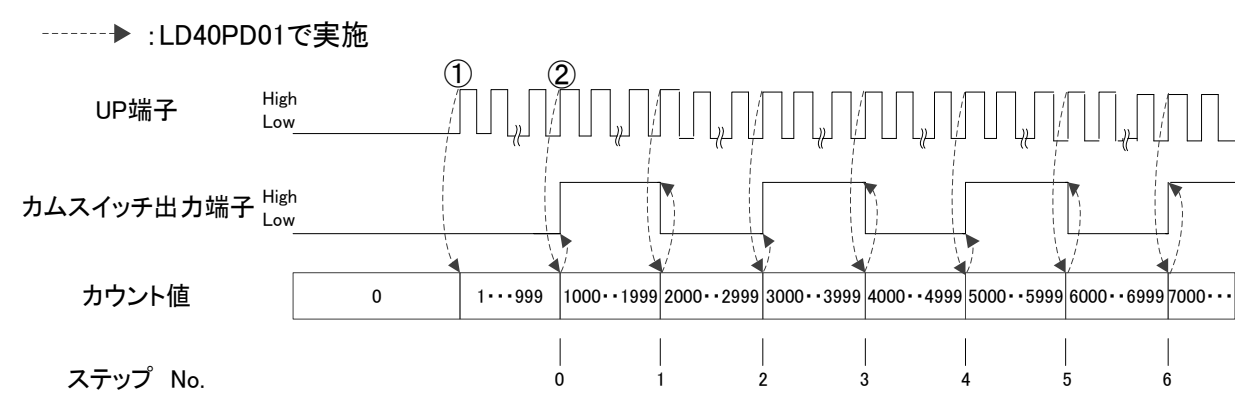 :LD40PD01で実施
① ②
UP端子 High
Low
カムスイッチ出力端子 High
Low
カウント値 0 1・・・999 1000・・1999 2000・・2999 3000・・3999 4000・・4999 5000・・5999 6000・・6999 7000・・・
ステップ No. 0 1 2 3 4 5 6